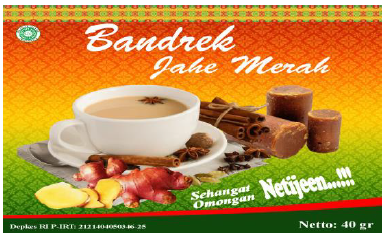 Bandrek
Jahe Merah
Sehangat
Omongan
Netijeen......!!!
Depkes RI P-IRT: 2121404050346-25
Netto: 40 gr